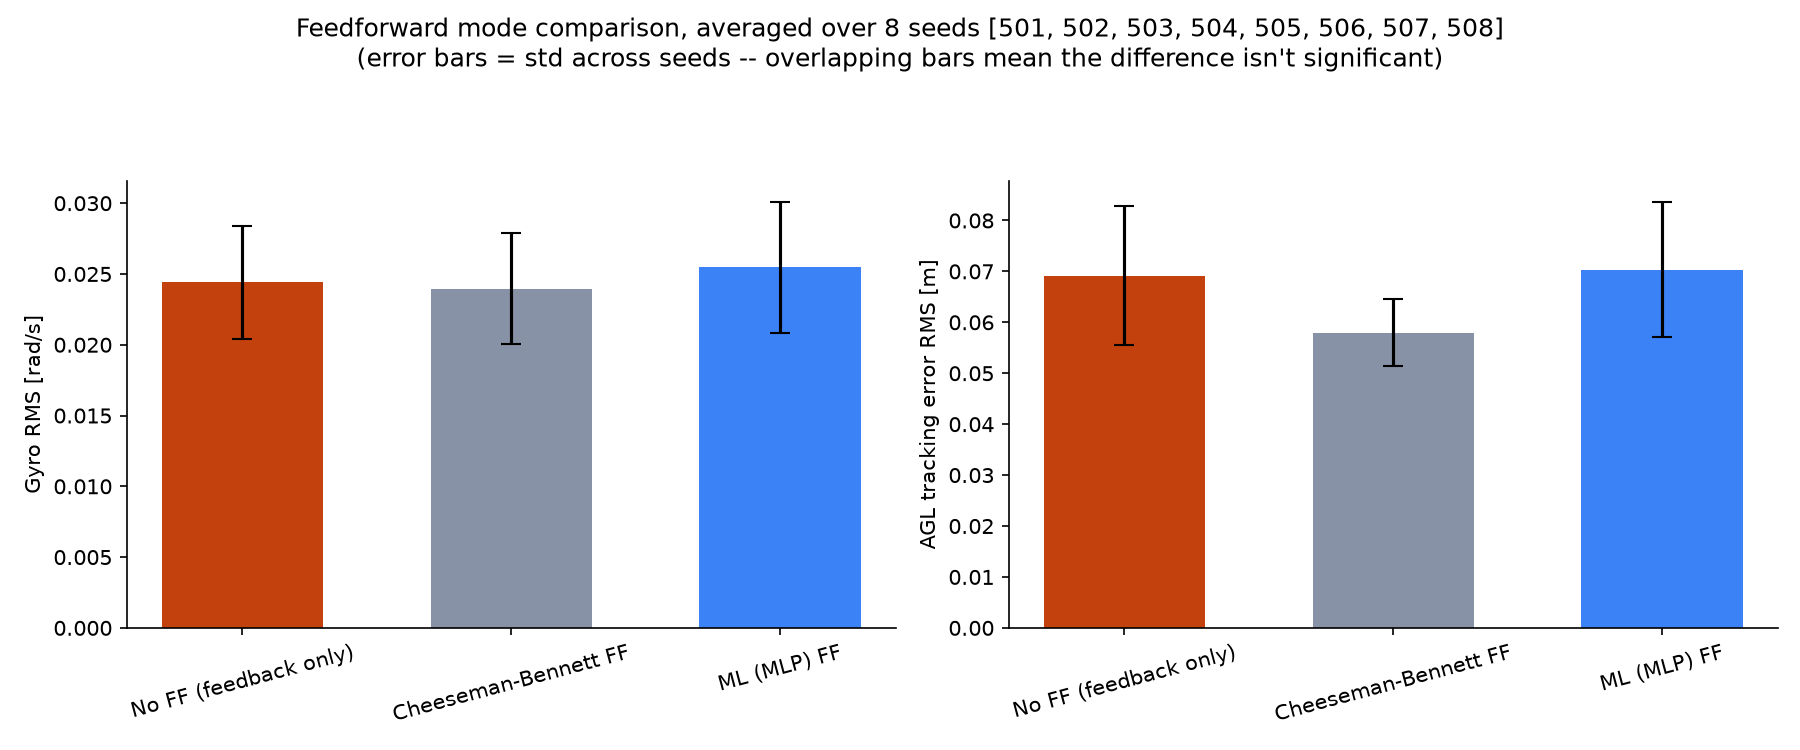 Feedforward mode comparison, averaged over 8 seeds [501, 502, 503, 504, 505, 506, 507, 508]
(error bars = std across seeds -- overlapping bars mean the difference isn't significant)
Gyro RMS [rad/s]
0.030
0.025
0.020
0.015
0.010
0.005
0.000
No FF (feedback only)
Cheeseman-Bennett FF
ML (MLP) FF
AGL tracking error RMS [m]
0.08
0.07
0.06
0.05
0.04
0.03
0.02
0.01
0.00
No FF (feedback only)
Cheeseman-Bennett FF
ML (MLP) FF